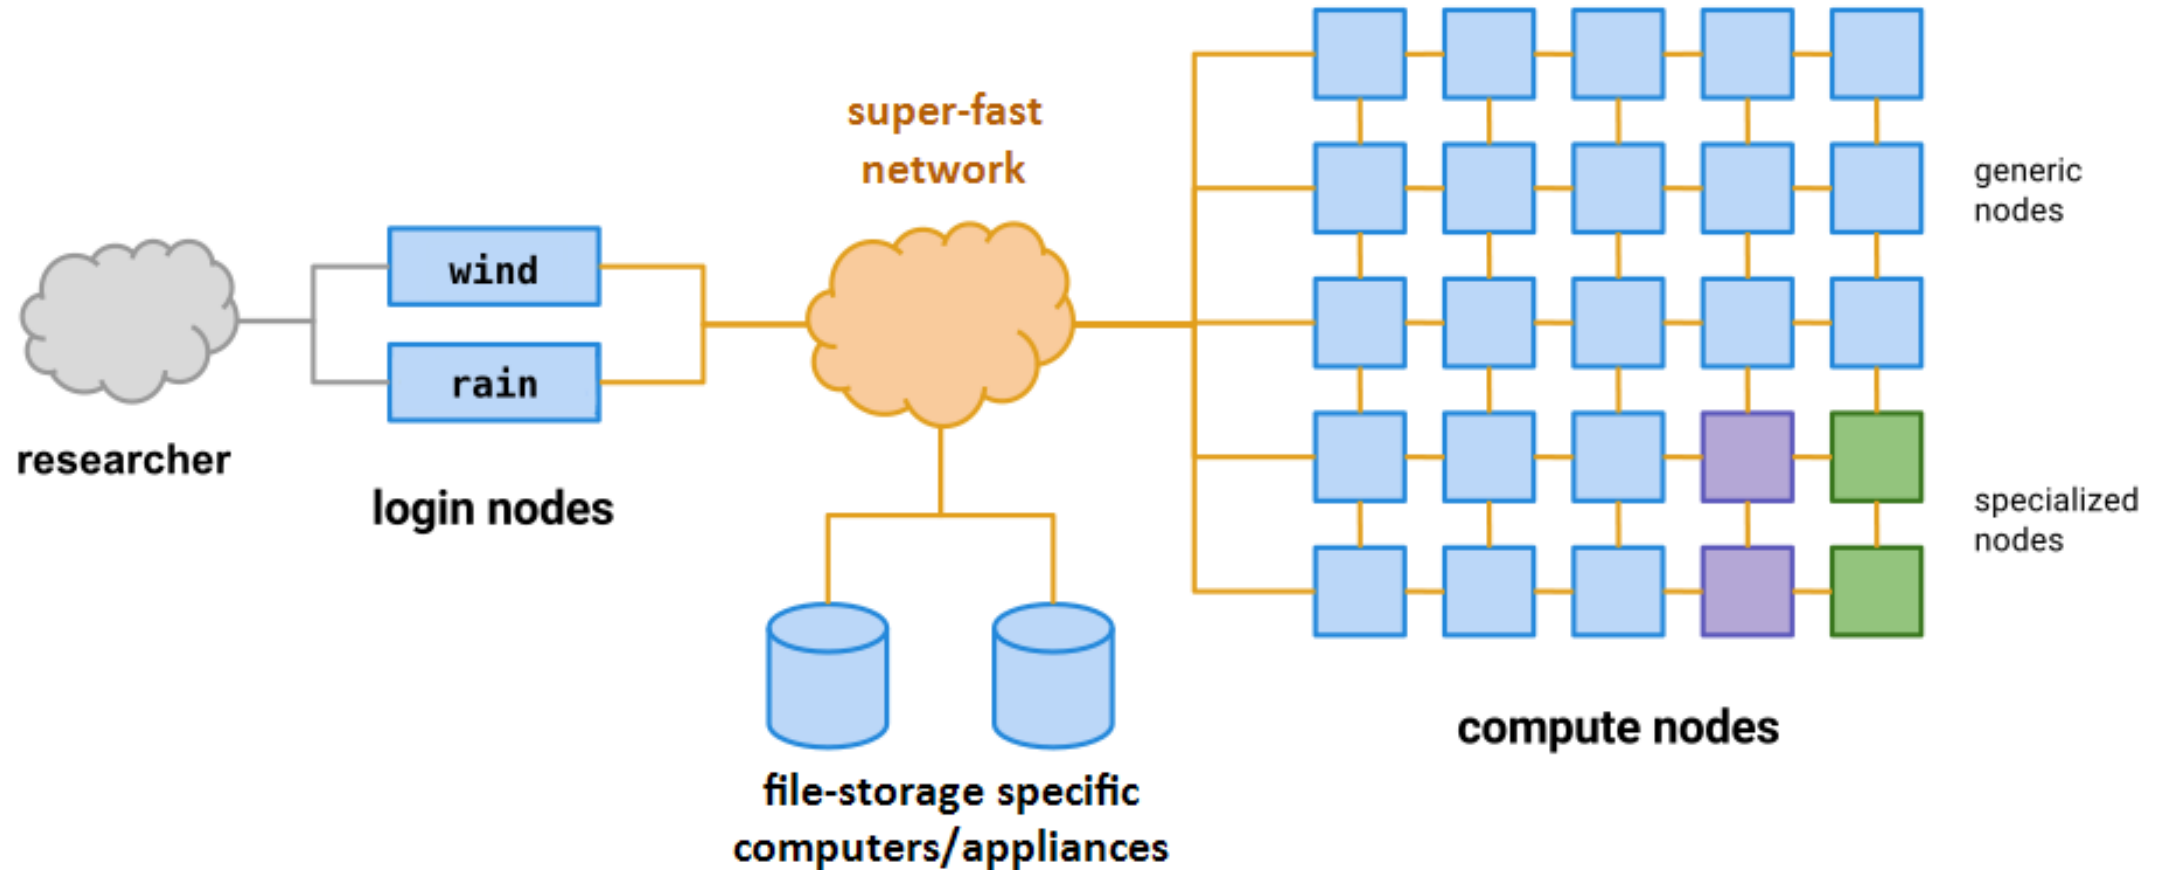 researcher
wind
rain
login nodes
super-fast
network
file-storage specific
computers/appliances
generic
nodes
specialized
nodes
compute nodes